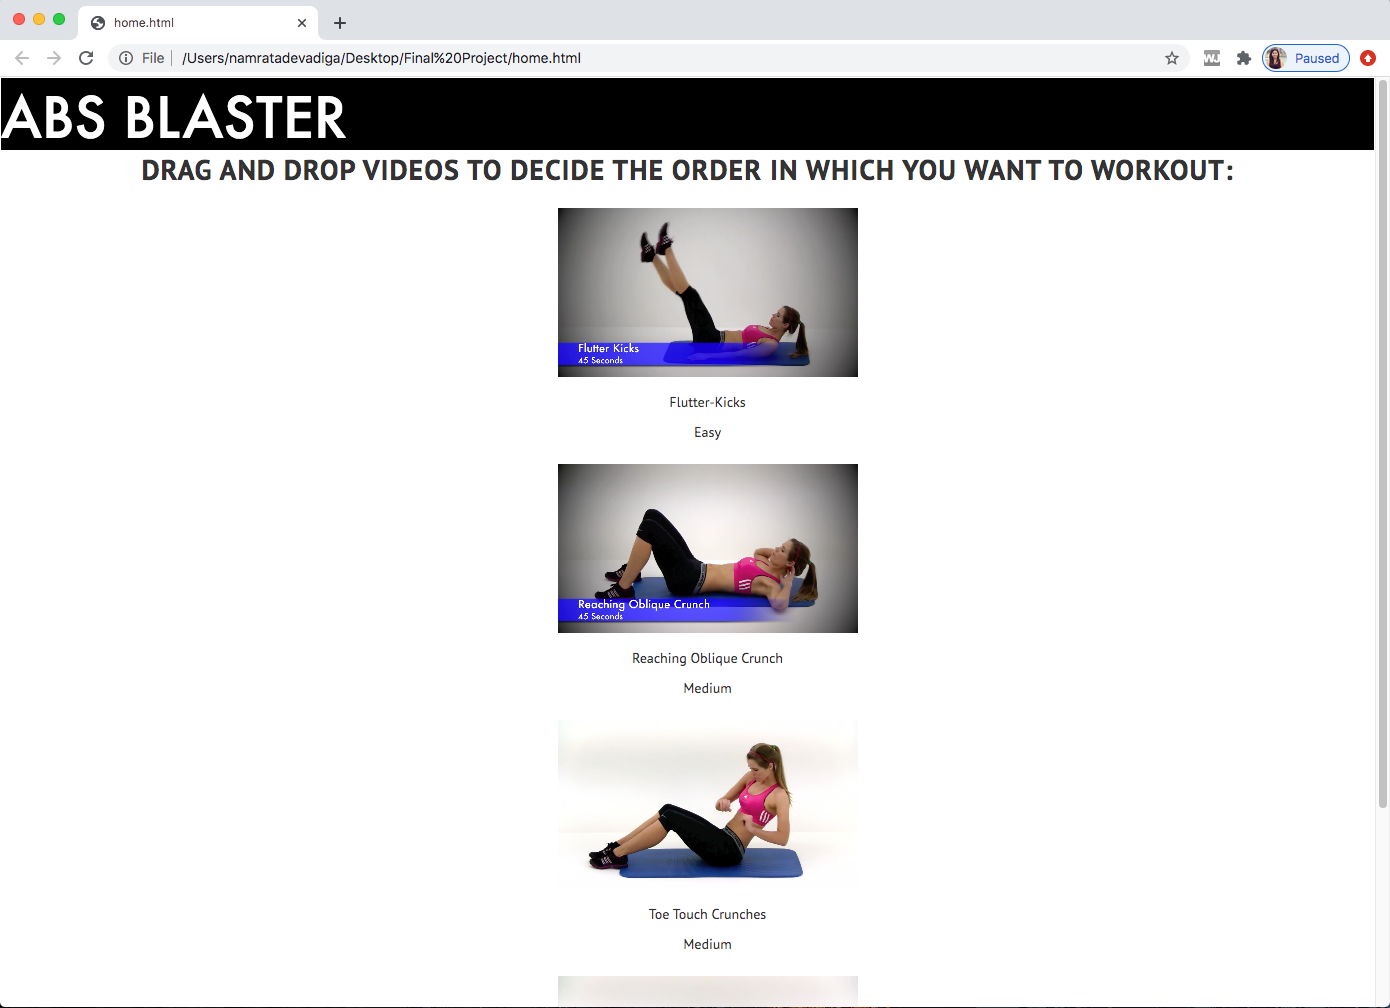 home.html
File
/Users/namratadevadiga/Desktop/Final%20Project/home.html
Paused
ABS BLASTER
DRAG AND DROP VIDEOS TO DECIDE THE ORDER IN WHICH YOU WANT TO WORKOUT:
Flutter Kicks
45 Seconds
Flutter-Kicks
Easy
Reaching Oblique Crunch
45 Seconds
Reaching Oblique Crunch
Medium
Toe Touch Crunches
Medium